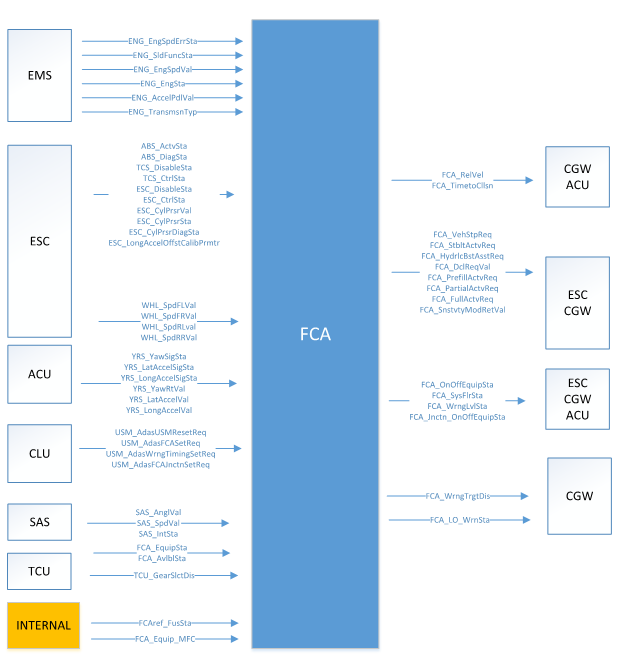 EMS
ENG_EngSpdErrSta
ENG_SldFuncSta
ENG_EngSpdVal
ENG_EngSta
ENG_AccelPdlVal
ENG_TransmsnTyp
ESC
ABS_ActvSta
ABS_DiagSta
TCS_DisableSta
TCS_CtrlSta
ESC_DisableSta
ESC_CtrlSta
ESC_CylPrsrVal
ESC_CylPrsrSta
ESC_CylPrsrDiagSta
ESC_LongAccelOffstCalibPrmtr
WHL_SpdFLVal
WHL_SpdFRVal
WHL_SpdRLval
WHL_SpdRRVal
ACU
YRS_YawSigSta
YRS_LatAccelSigSta
YRS_LongAccelSigSta
YRS_YawRtVal
YRS_LatAccelVal
YRS_LongAccelVal
CLU
USM_AdasUSMResetReq
USM_AdasFCASetReq
USM_AdasWrngTimingSetReq
USM_AdasFCAJnctnSetReq
SAS
SAS_AnglVal
SAS_SpdVal
SAS_IntSta
TCU
FCA_EquipSta
FCA_AvlblSta
TCU_GearSlctDis
INTERNAL
FCAref_FusSta
FCA_Equip_MFC
FCA
FCA_RelVel
FCA_TimetoCllsn
CGW
ACU
FCA_VehStpReq
FCA_StbltActvReq
FCA_HydrlcBstAsstReq
FCA_DclReqVal
FCA_PrefillActvReq
FCA_PartialActvReq
FCA_FullActvReq
FCA_SnstvtyModRetVal
ESC
CGW
FCA_OnOffEquipSta
FCA_SysFlrSta
FCA_WrngLvlSta
FCA_Jnctn_OnOffEquipSta
ESC
CGW
ACU
FCA_WrngTrgtDis
FCA_LO_WrnSta
CGW